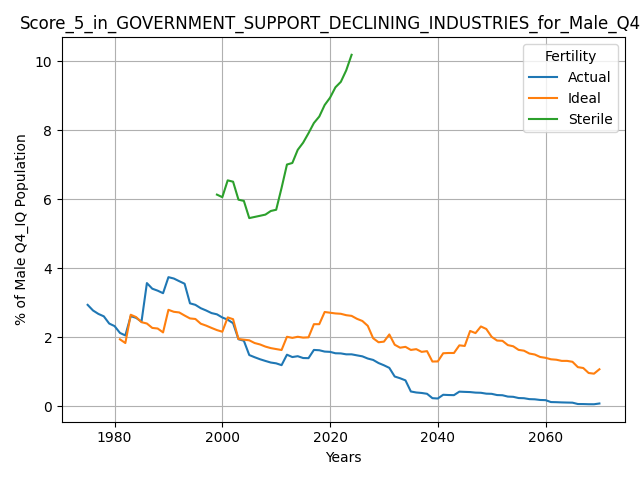 Score_5_in_GOVERNMENT_SUPPORT_DECLINING_INDUSTRIES_for_Male_Q4
Fertility
Actual
Ideal
Sterile
% of Male Q4_IQ Population
10
8
6
4
2
0
1980 2000 2020 2040 2060
Years